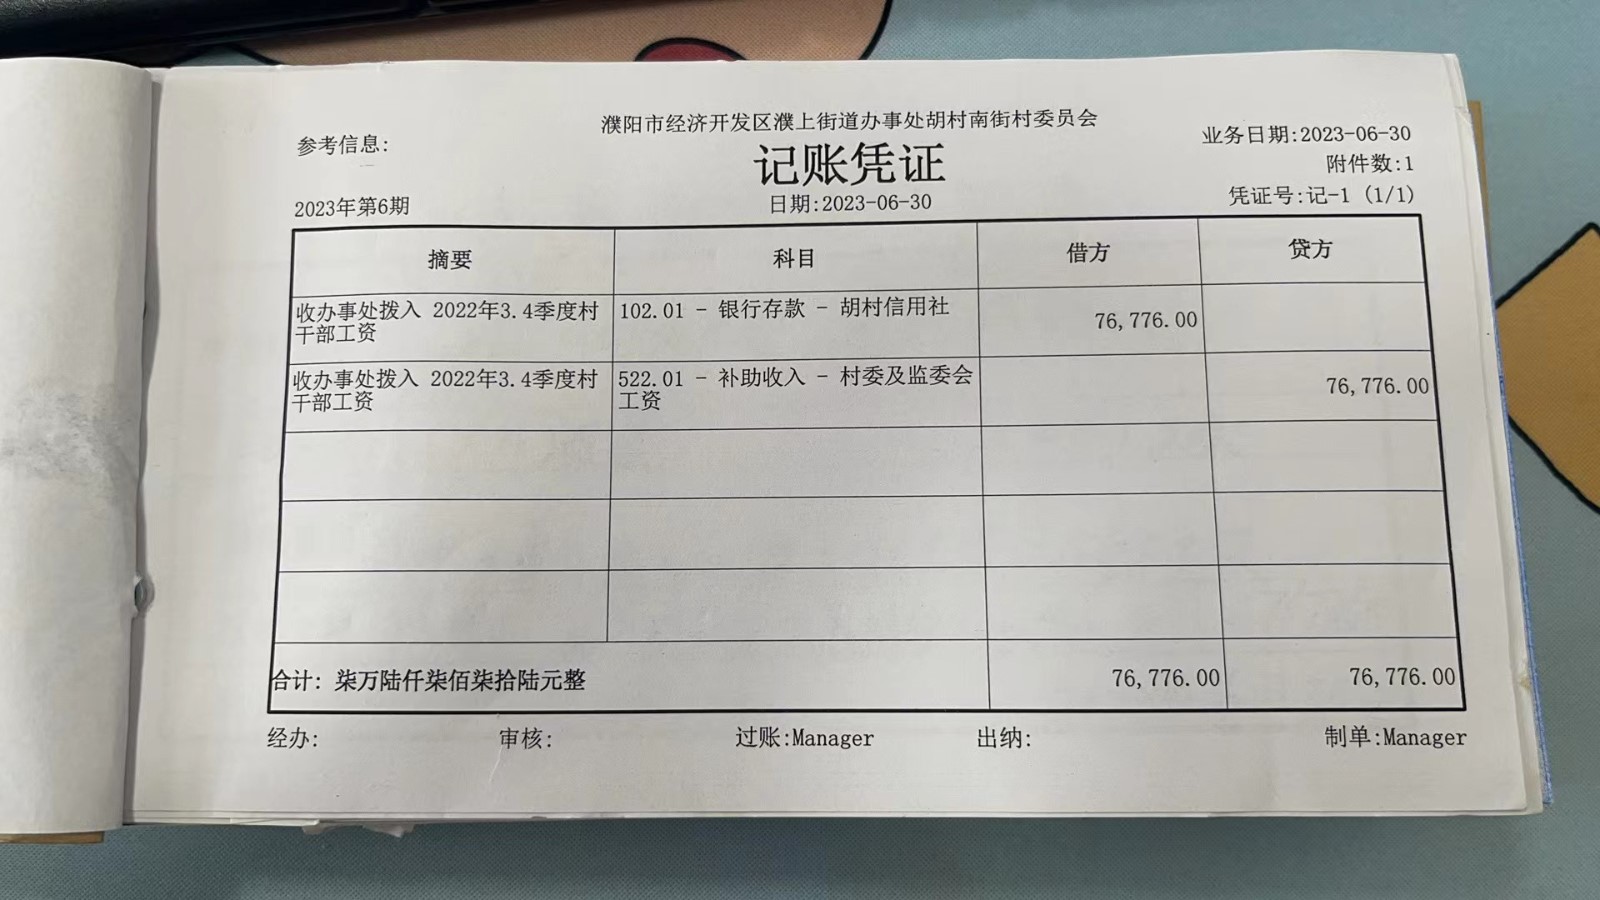 濮阳市经济开发区濮上街道办事处胡村南街村委员会
参考信息:
记账凭证
业务日期:2023-06-30
附件数:1
2023年第6期
日期:2023-06-30
凭证号:记-1 (1/1)
摘要 科目 借方 贷方
收办事处拨入 2022年3.4季度村
干部工资
102.01 - 银行存款 - 胡村信用社
76,776.00
收办事处拨入 2022年3.4季度村
干部工资
522.01 - 补助收入 - 村委及监委会
工资
76,776.00
合计: 柒万陆仟柒佰柒拾陆元整 76,776.00 76,776.00
经办: 审核: 过账:Manager 出纳: 制单:Manager